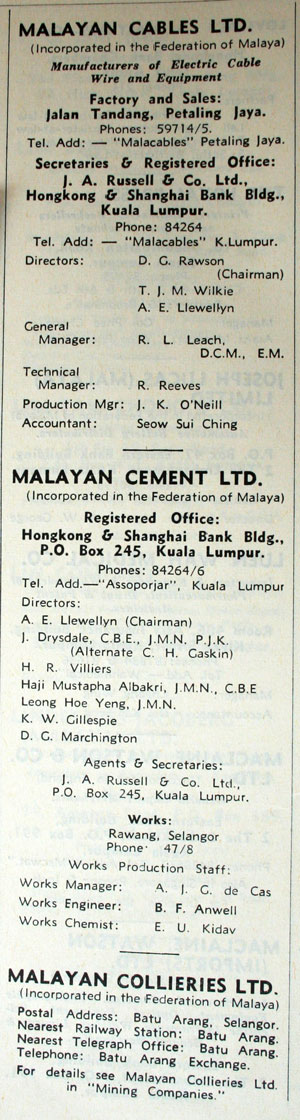 MALAYAN CABLES LTD.
(Incorporated in the Federation of Malaya)
Manufacturers of Electric Cable
Wire and Equipment
Factory and Sales:
Jalan Tandang, Petaling Jaya.
Phones: 59714/5.
Tel. Add: — "Malacables" Petaling Jaya.
Secretaries & Registered Office:
J. A. Russell & Co. Ltd.,
Hongkong & Shanghai Bank Bldg.,
Kuala Lumpur.
Phone: 84264
Tel. Add: — "Malacables" K.Lumpur.
Directors: D. G. Rawson
(Chairman)
T. J. M. Wilkie
A. E. Llewellyn
General
Manager: R. L. Leach,
D.C.M., E.M.
Technical
Manager: R. Reeves
Production Mgr: J. K. O'Neill
Accountant: Seow Sui Ching
MALAYAN CEMENT LTD.
(Incorporated in the Federation of Malaya)
Registered Office:
Hongkong & Shanghai Bank Bldg.,
P.O. Box 245, Kuala Lumpur.
Phones: 84264/6
Tel. Add.—"Assoporjar", Kuala Lumpur
Directors:
A. E. Llewellyn (Chairman)
J. Drysdale, C.B.E., J.M.N. P.J.K.
(Alternate C. H. Gaskin)
H. R. Villiers
Haji Mustapha Albakri, J.M.N., C.B.E
Leong Hoe Yeng, J.M.N.
K. W. Gillespie
D. G. Marchington
Agents & Secretaries:
J. A. Russell & Co. Ltd.,
P.O. Box 245, Kuala Lumpur.
Works:
Rawang, Selangor
Phone· 47/8
Works Production Staff:
Works Manager: A. J. G. de Cas
Works Engineer: B. F. Anwell
Works Chemist: E. U. Kidav
MALAYAN COLLIERIES LTD.
(Incorporated in the Federation of Malaya)
Postal Address: Batu Arang, Selangor.
Nearest Railway Station: Batu Arang.
Nearest Telegraph Office: Batu Arang.
Telephone: Batu Arang Exchange.
For details see Malayan Collieries Ltd.
in "Mining Companies."